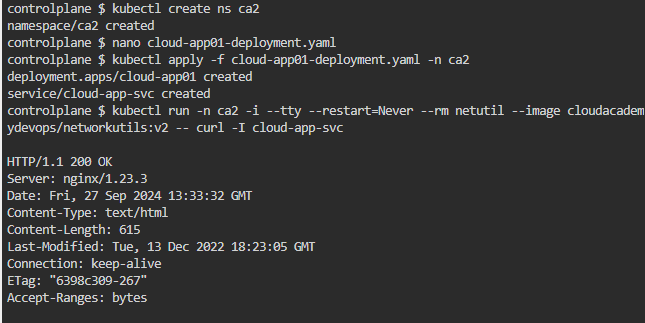 controlplane $ kubectl create ns ca2
namespace/ca2 created
controlplane $ nano cloud-app01-deployment.yaml
controlplane $ kubectl apply -f cloud-app01-deployment.yaml -n ca2
deployment.apps/cloud-app01 created
service/cloud-app-svc created
controlplane $ kubectl run -n ca2 -i --tty --restart=Never --rm netutil --image cloudacadem
ydevops/networkutils:v2 -- curl -I cloud-app-svc
HTTP/1.1 200 OK
Server: nginx/1.23.3
Date: Fri, 27 Sep 2024 13:33:32 GMT
Content-Type: text/html
Content-Length: 615
Last-Modified: Tue, 13 Dec 2022 18:23:05 GMT
Connection: keep-alive
ETag: "6398c309-267"
Accept-Ranges: bytes